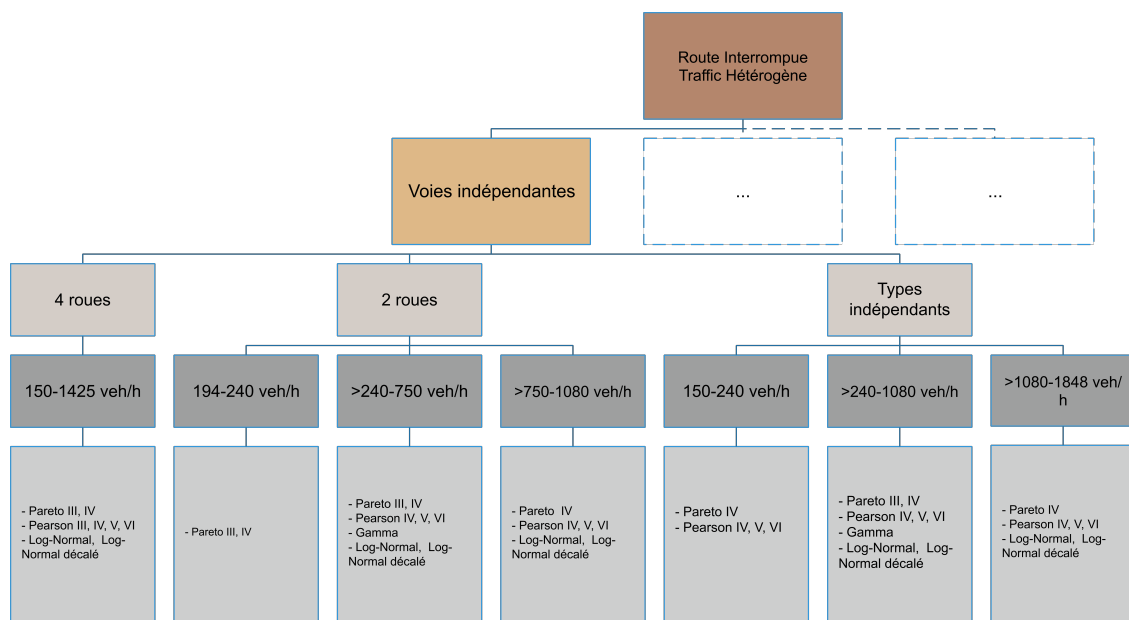 Route Interrompue
Traffic Hétérogène
Voies indépendantes
...
...
4 roues
2 roues
Types
indépendants
150-1425 veh/h
194-240 veh/h
>240-750 veh/h
>750-1080 veh/h
150-240 veh/h
>240-1080 veh/h
>1080-1848 veh/
h
- Pareto III, IV
- Pearson III, IV, V, VI
- Log-Normal, Log-
Normal décalé
- Pareto III, IV
- Pareto III, IV
- Pearson IV, V, VI
- Gamma
- Log-Normal, Log-
Normal décalé
- Pareto IV
- Pearson IV, V, VI
- Log-Normal, Log-
Normal décalé
- Pareto IV
- Pearson IV, V, VI
- Pareto III, IV
- Pearson IV, V, VI
- Gamma
- Log-Normal, Log-
Normal décalé
- Pareto IV
- Pearson IV, V, VI
- Log-Normal, Log-
Normal décalé